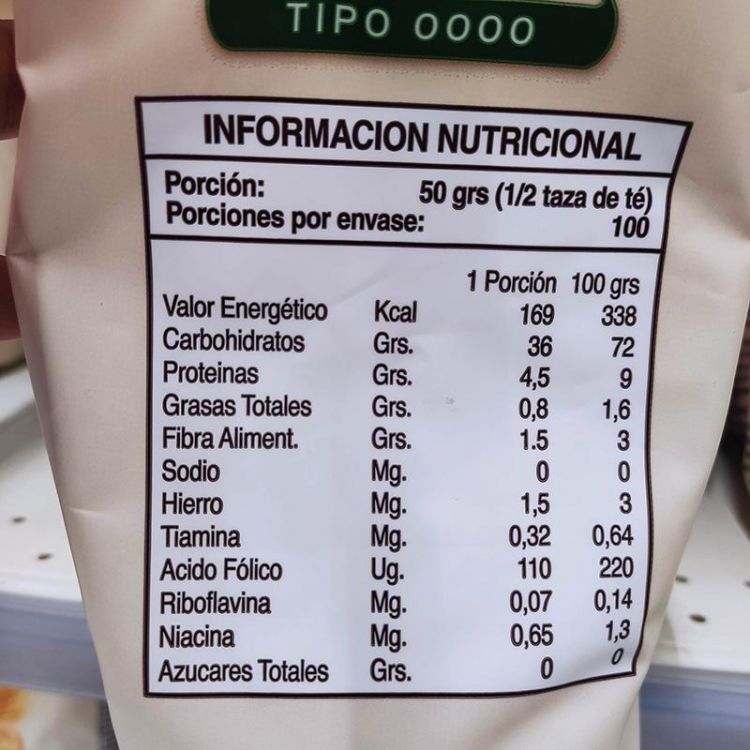 TIPO 0000
INFORMACION NUTRICIONAL
Porción: 50 grs (1/2 taza de té)
Porciones por envase: 100
1 Porción 100 grs
Valor Energético Kcal 169 338
Carbohidratos Grs. 36 72
Proteinas Grs. 4,5 9
Grasas Totales Grs. 0,8 1,6
Fibra Aliment. Grs. 1.5 3
Sodio Mg. 0 0
Hierro Mg. 1,5 3
Tiamina Mg. 0,32 0,64
Acido Fólico Ug. 110 220
Riboflavina Mg. 0,07 0,14
Niacina Mg. 0,65 1,3
Azucares Totales Grs. 0 0